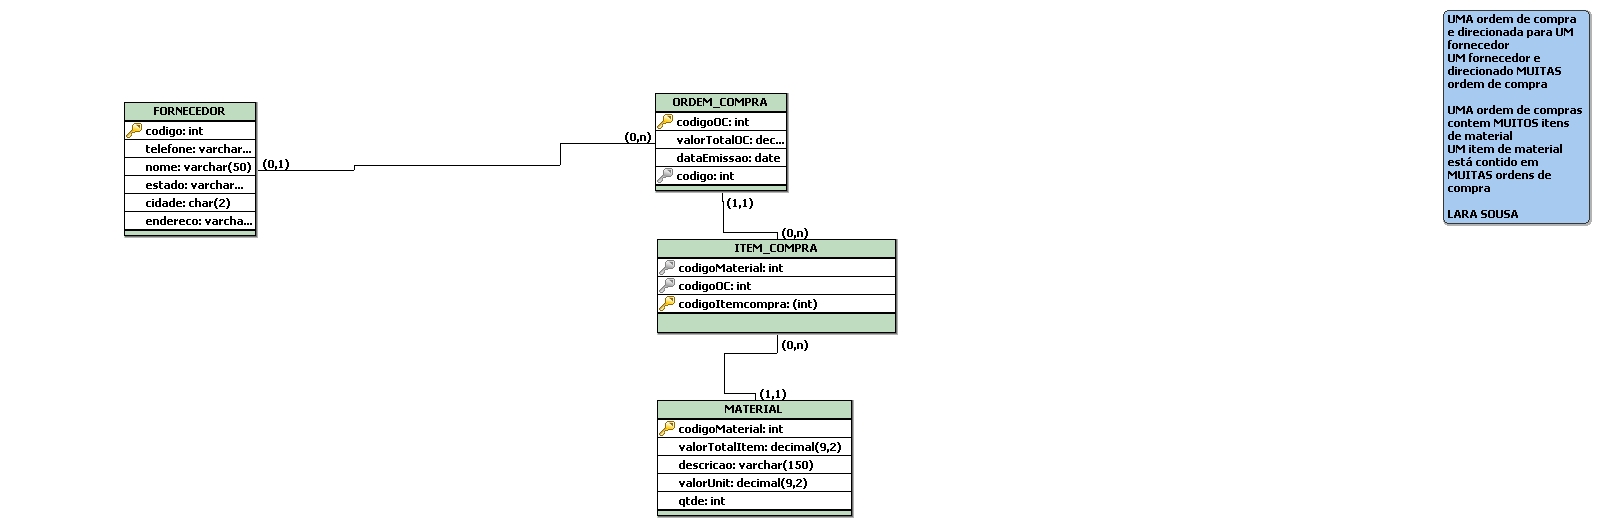 UMA ordem de compra
e direcionada para UM
fornecedor
UM fornecedor e
direcionado MUITAS
ordem de compra
UMA ordem de compras
contem MUITOS itens
de material
UM item de material
está contido em
MUITAS ordens de
compra
LARA SOUSA
FORNECEDOR
codigo: int
telefone: varchar...
nome: varchar(50)
estado: varchar...
cidade: char(2)
endereco: varcha...
(0,1)
(0,n)
ORDEM_COMPRA
codigoOC: int
valorTotalOC: dec...
dataEmissao: date
codigo: int
(1,1)
(0,n)
ITEM_COMPRA
codigoMaterial: int
codigoOC: int
codigoItemcompra: (int)
(0,n)
(1,1)
MATERIAL
codigoMaterial: int
valorTotalItem: decimal(9,2)
descricao: varchar(150)
valorUnit: decimal(9,2)
qtde: int